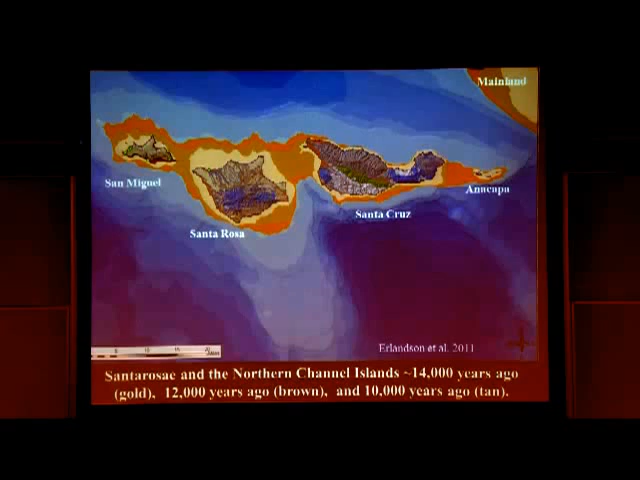 Mainland
San Miguel
Anacapa
Santa Cruz
Santa Rosa
Erlandson et al. 2011
Santarosae and the Northern Channel Islands ~14,000 years ago
(gold), 12,000 years ago (brown), and 10,000 years ago (tan).